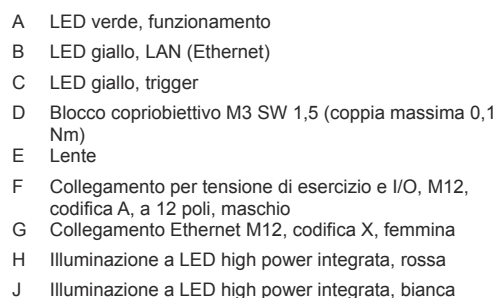 A LED verde, funzionamento
B LED giallo, LAN (Ethernet)
C LED giallo, trigger
D Blocco copriobiettivo M3 SW 1,5 (coppia massima 0,1
Nm)
E Lente
F Collegamento per tensione di esercizio e I/O, M12,
codifica A, a 12 poli, maschio
G Collegamento Ethernet M12, codifica X, femmina
H Illuminazione a LED high power integrata, rossa
J Illuminazione a LED high power integrata, bianca